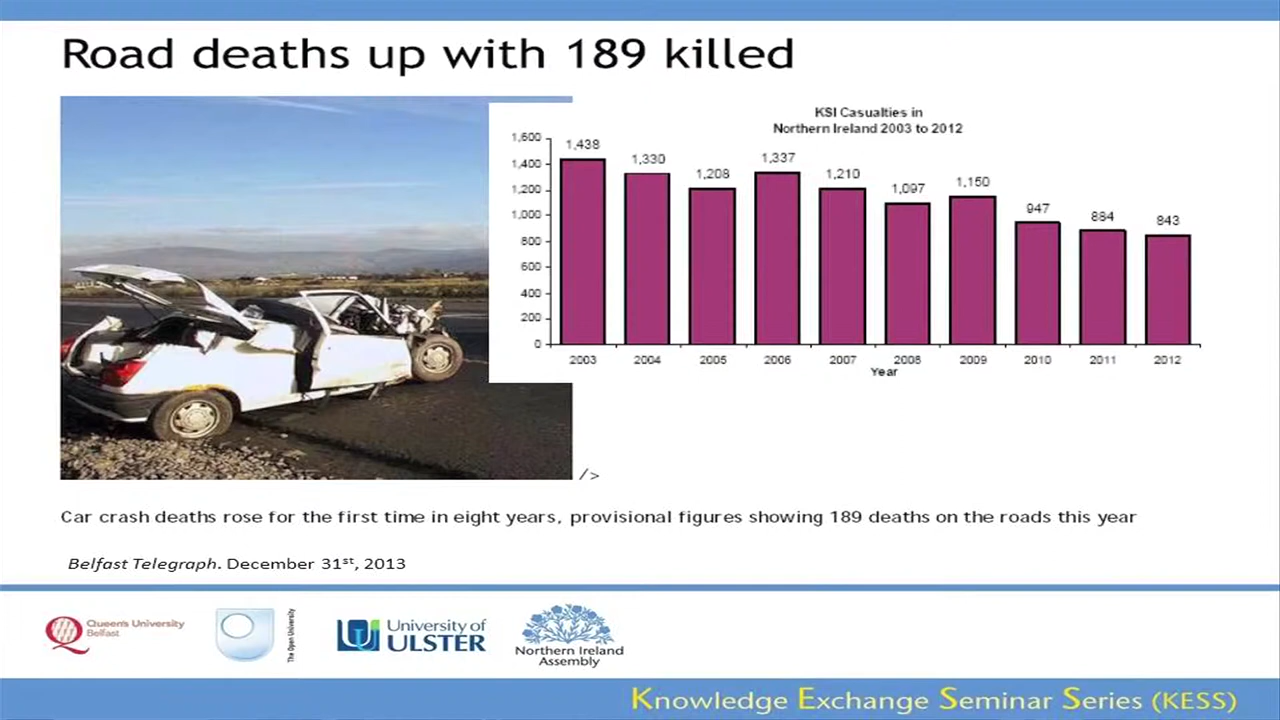 Road deaths up with 189 killed
KSI Casualties in
Northern Ireland 2003 to 2012
1,600
1,400
1,200
1,000
800
600
400
200
0
1,438
1,330
1,208
1,337
1,210
1,097
1,150
947
884
843
2003 2004 2005 2006 2007 2008 2009 2010 2011 2012
Year
/>
Car crash deaths rose for the first time in eight years, provisional figures showing 189 deaths on the roads this year
Belfast Telegraph. December 31st, 2013
Queen's University
Belfast
The Open University
University of
ULSTER
Northern Ireland
Assembly
Knowledge Exchange Seminar Series (KESS)